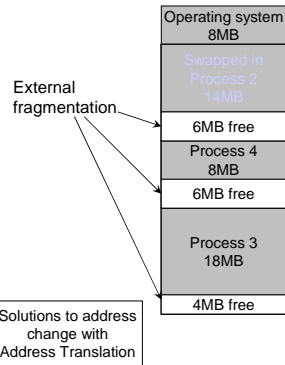 Operating system
8MB
Swapped in
Process 2
14MB
External
fragmentation
6MB free
Process 4
8MB
6MB free
Process 3
18MB
4MB free
Solutions to address
change with
Address Translation